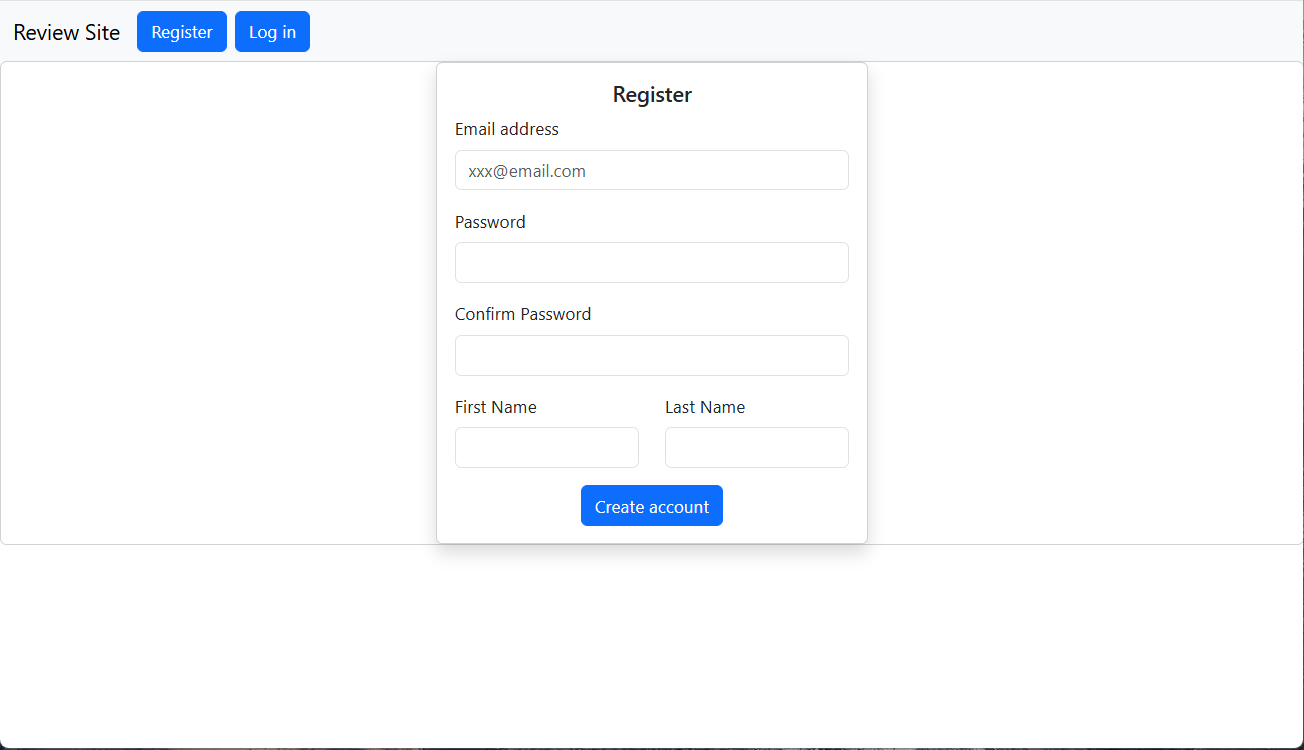 Review Site Register Log in
Register
Email address
xxx@email.com
Password
Confirm Password
First Name Last Name
Create account